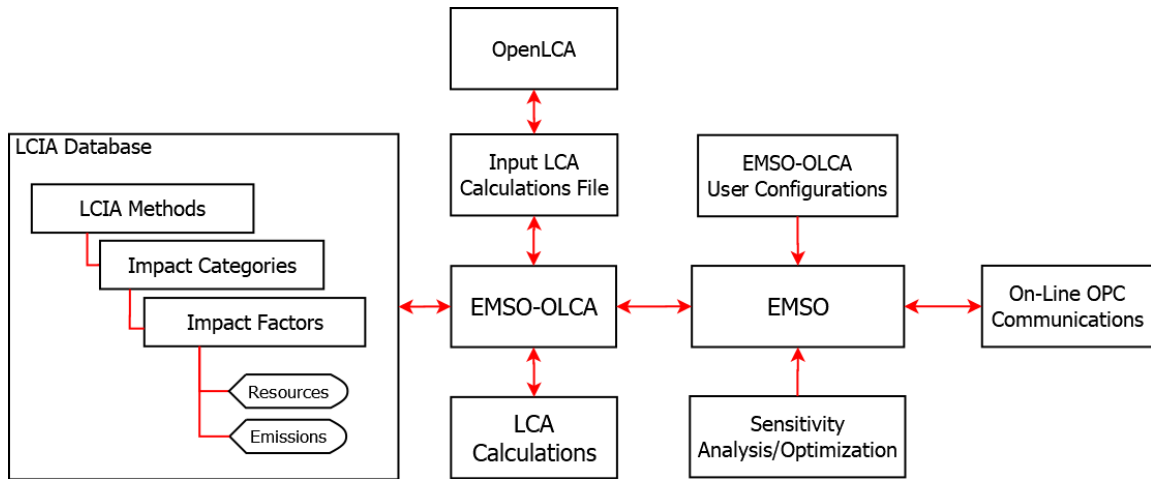 OpenLCA
LCIA Database
LCIA Methods
Impact Categories
Impact Factors
Resources
Emissions
Input LCA
Calculations File
EMSO-OLCA
LCA
Calculations
EMSO-OLCA
User Configurations
EMSO
Sensitivity
Analysis/Optimization
On-Line OPC
Communications